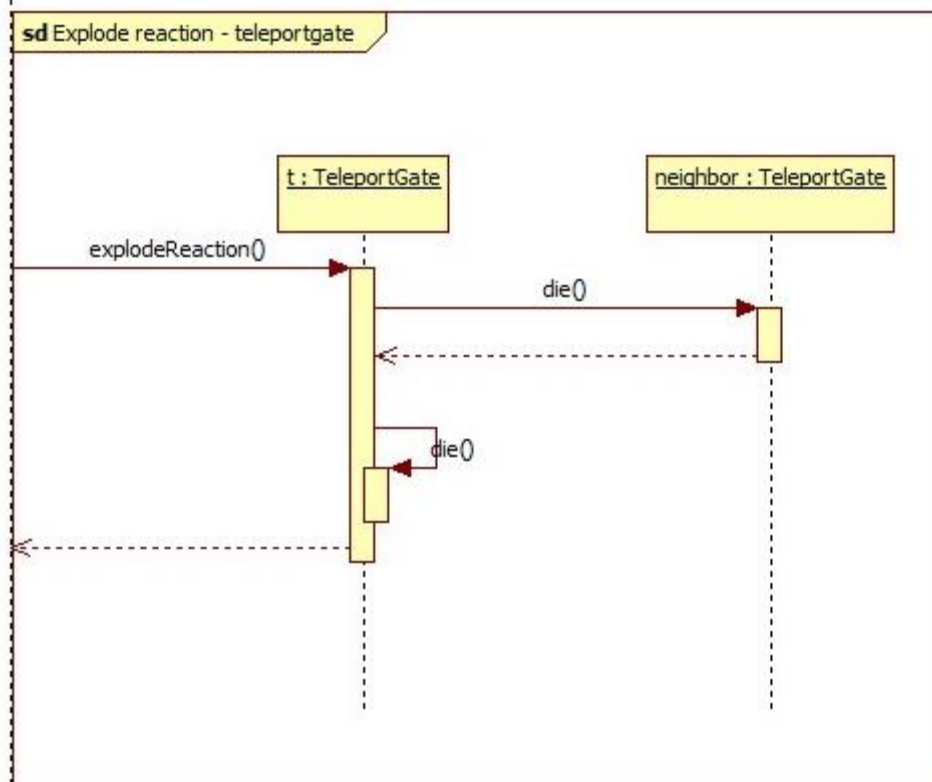 sd Explode reaction - teleportgate
t : TeleportGate
neighbor : TeleportGate
explodeReaction()
die()
die()